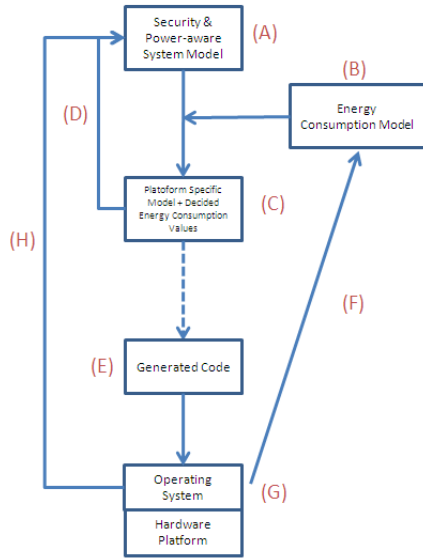 Security &
Power-aware
System Model
(A)
(B)
Energy
Consumption Model
(D)
Platoform Specific
Model + Decided
Energy Consumption
Values
(C)
(H)
(F)
(E)
Generated Code
Operating
System
(G)
Hardware
Platform